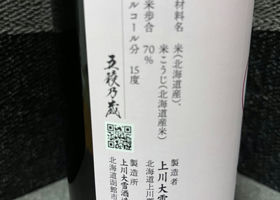 材料名 米(北海道産)、
米こうじ(北海道産米)
米歩合 70%
ルコール分 15度
五稜乃蔵
製造者
上川大雪
北海道上川
製造所
上川大雪酒
北海道函館市